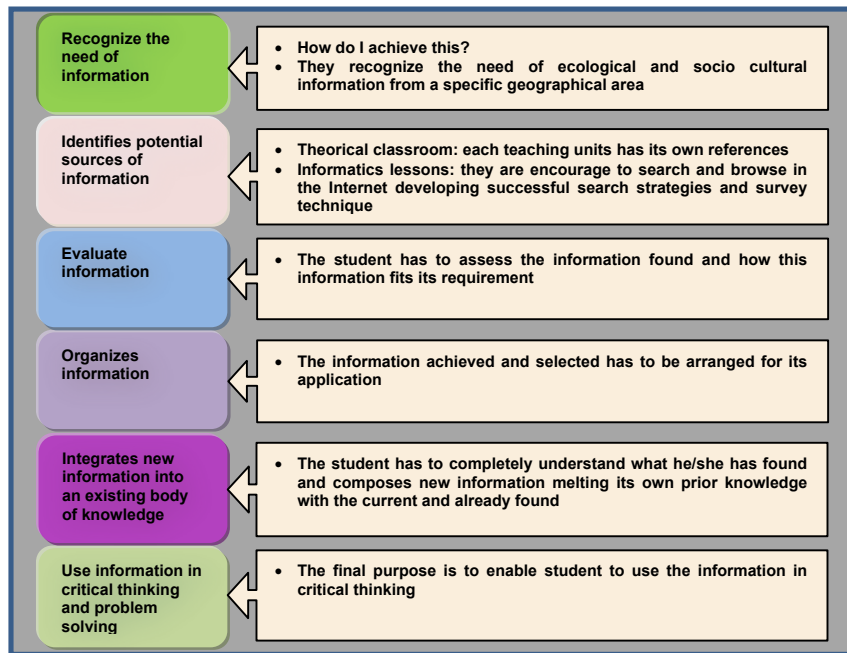 Recognize the
need of
information
• How do I achieve this?
• They recognize the need of ecological and socio cultural
information from a specific geographical area
Identifies potential
sources of
information
• Theorical classroom: each teaching units has its own references
• Informatics lessons: they are encourage to search and browse
in the Internet developing successful search strategies and survey
technique
Evaluate
information
• The student has to assess the information found and how this
information fits its requirement
Organizes
information
• The information achieved and selected has to be arranged for its
application
Integrates new
information into
an existing body
of knowledge
• The student has to completely understand what he/she has found
and composes new information melting its own prior knowledge
with the current and already found
Use information in
critical thinking
and problem
solving
• The final purpose is to enable student to use the information in
critical thinking